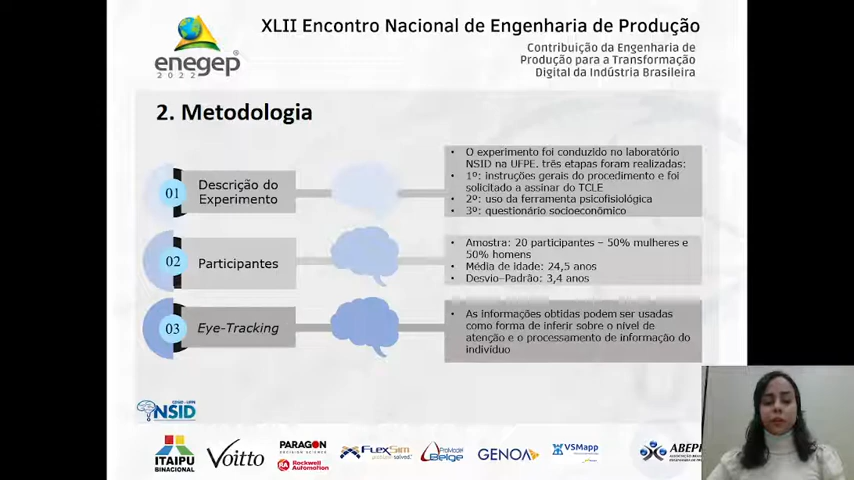 XLII Encontro Nacional de Engenharia de Produção
Contribuição da Engenharia de
Produção para a Transformação
Digital da Indústria Brasileira
enegep
2022
2. Metodologia
01
Descrição do
Experimento
• O experimento foi conduzido no laboratório
NSID na UFPE. três etapas foram realizadas:
• 1º: instruções gerais do procedimento e foi
solicitado a assinar do TCLE
• 2º: uso da ferramenta psicofisiológica
• 3º: questionário socioeconômico
02
Participantes
• Amostra: 20 participantes – 50% mulheres e
50% homens
• Média de idade: 24,5 anos
• Desvio-Padrão: 3,4 anos
03
Eye-Tracking
• As informações obtidas podem ser usadas
como forma de inferir sobre o nível de
atenção e o processamento de informação do
indivíduo
NSID
ITAIPU
BINACIONAL
Voitto
PARAGON
DECISION SCIENCE
Rockwell
Automation
FlexSim
ProModel
Belge
GENOA
VSMapp
ABEPR